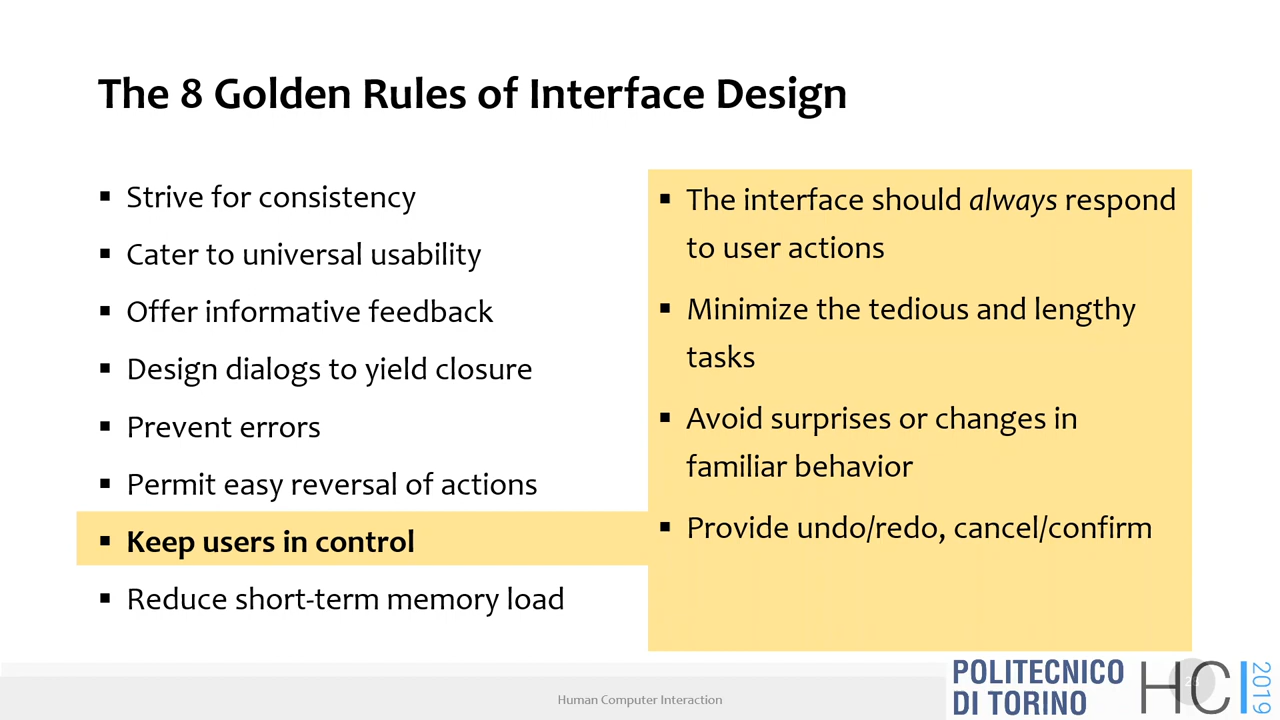 The 8 Golden Rules of Interface Design
▪ Strive for consistency
▪ Cater to universal usability
▪ Offer informative feedback
▪ Design dialogs to yield closure
▪ Prevent errors
▪ Permit easy reversal of actions
▪ Keep users in control
▪ Reduce short-term memory load
▪ The interface should always respond
to user actions
▪ Minimize the tedious and lengthy
tasks
▪ Avoid surprises or changes in
familiar behavior
▪ Provide undo/redo, cancel/confirm
Human Computer Interaction
POLITECNICO
DI TORINO
HCI
2019